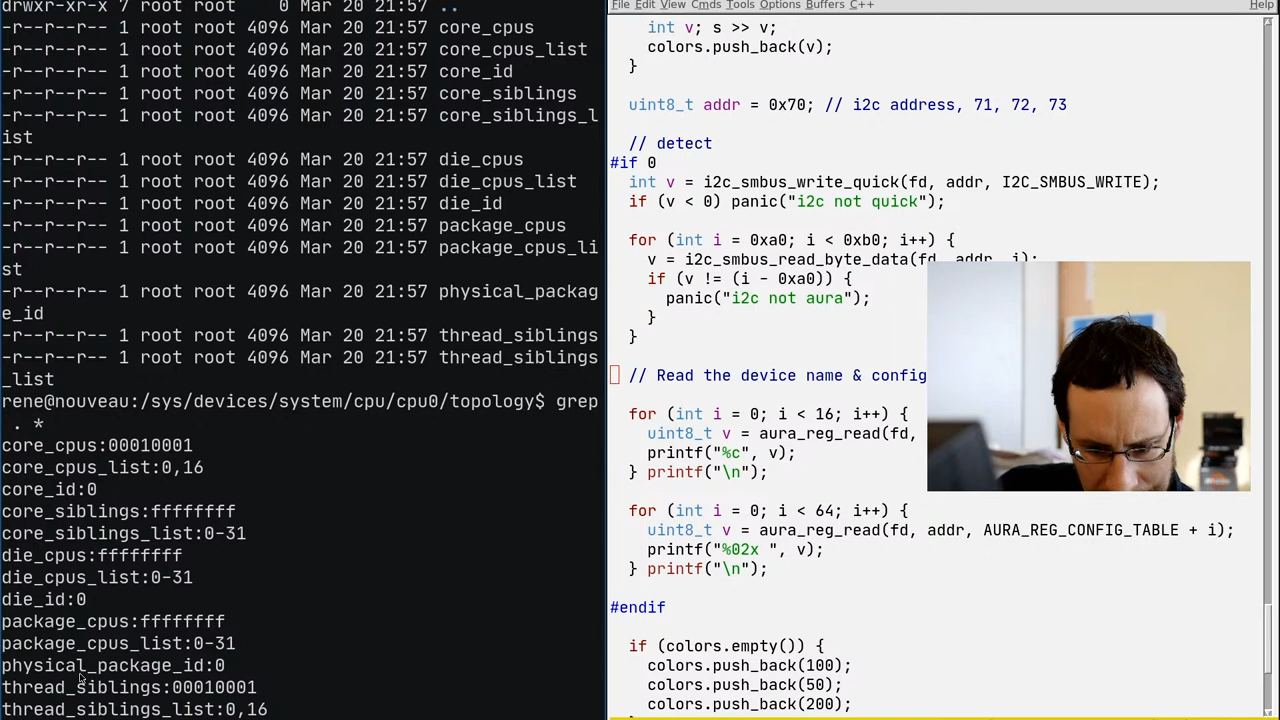 drwxr-xr-x 7 root root    0 Mar 20 21:57 ..
-r--r--r-- 1 root root 4096 Mar 20 21:57 core_cpus
-r--r--r-- 1 root root 4096 Mar 20 21:57 core_cpus_list
-r--r--r-- 1 root root 4096 Mar 20 21:57 core_id
-r--r--r-- 1 root root 4096 Mar 20 21:57 core_siblings
-r--r--r-- 1 root root 4096 Mar 20 21:57 core_siblings_l
ist
-r--r--r-- 1 root root 4096 Mar 20 21:57 die_cpus
-r--r--r-- 1 root root 4096 Mar 20 21:57 die_cpus_list
-r--r--r-- 1 root root 4096 Mar 20 21:57 die_id
-r--r--r-- 1 root root 4096 Mar 20 21:57 package_cpus
-r--r--r-- 1 root root 4096 Mar 20 21:57 package_cpus_li
st
-r--r--r-- 1 root root 4096 Mar 20 21:57 physical_packag
e_id
-r--r--r-- 1 root root 4096 Mar 20 21:57 thread_siblings
-r--r--r-- 1 root root 4096 Mar 20 21:57 thread_siblings
_list
rene@nouveau:/sys/devices/system/cpu/cpu0/topology$ grep
 . *
core_cpus:00010001
core_cpus_list:0,16
core_id:0
core_siblings:ffffffff
core_siblings_list:0-31
die_cpus:ffffffff
die_cpus_list:0-31
die_id:0
package_cpus:ffffffff
package_cpus_list:0-31
physical_package_id:0
thread_siblings:00010001
thread_siblings_list:0,16
File Edit View Cmds Tools Options Buffers C++ Help
    int v; s >> v;
    colors.push_back(v);
  }
  uint8_t addr = 0x70; // i2c address, 71, 72, 73
  // detect
#if 0
  int v = i2c_smbus_write_quick(fd, addr, I2C_SMBUS_WRITE);
  if (v < 0) panic("i2c not quick");
  for (int i = 0xa0; i < 0xb0; i++) {
    v = i2c_smbus_read_byte_data(fd, addr, i);
    if (v != (i - 0xa0)) {
      panic("i2c not aura");
    }
  }
  // Read the device name & config
  for (int i = 0; i < 16; i++) {
    uint8_t v = aura_reg_read(fd,
    printf("%c", v);
  } printf("\n");
  for (int i = 0; i < 64; i++) {
    uint8_t v = aura_reg_read(fd, addr, AURA_REG_CONFIG_TABLE + i);
    printf("%02x ", v);
  } printf("\n");
#endif
  if (colors.empty()) {
    colors.push_back(100);
    colors.push_back(50);
    colors.push_back(200);